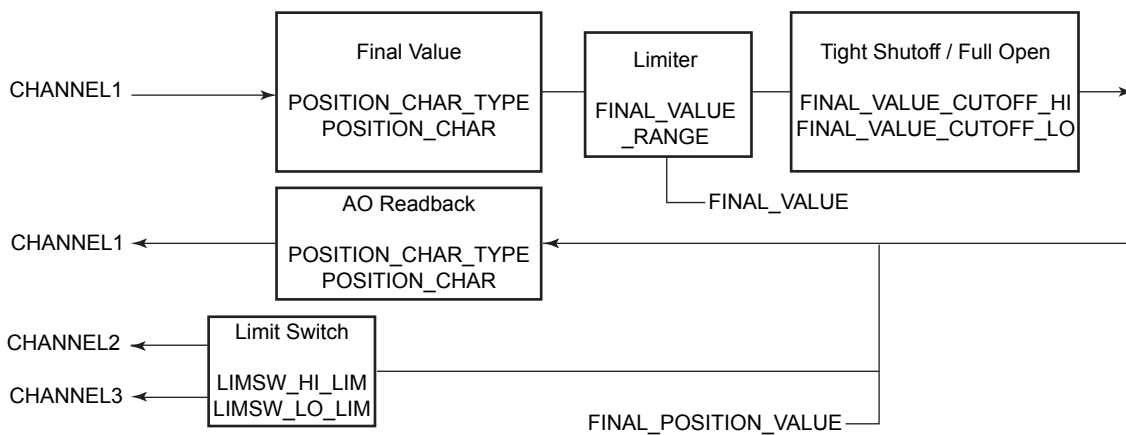 Final Value
Limiter
Tight Shutoff / Full Open
CHANNEL1
POSITION_CHAR_TYPE
POSITION_CHAR
FINAL_VALUE
_RANGE
FINAL_VALUE_CUTOFF_HI
FINAL_VALUE_CUTOFF_LO
FINAL_VALUE
AO Readback
CHANNEL1
POSITION_CHAR_TYPE
POSITION_CHAR
Limit Switch
CHANNEL2
CHANNEL3
LIMSW_HI_LIM
LIMSW_LO_LIM
FINAL_POSITION_VALUE